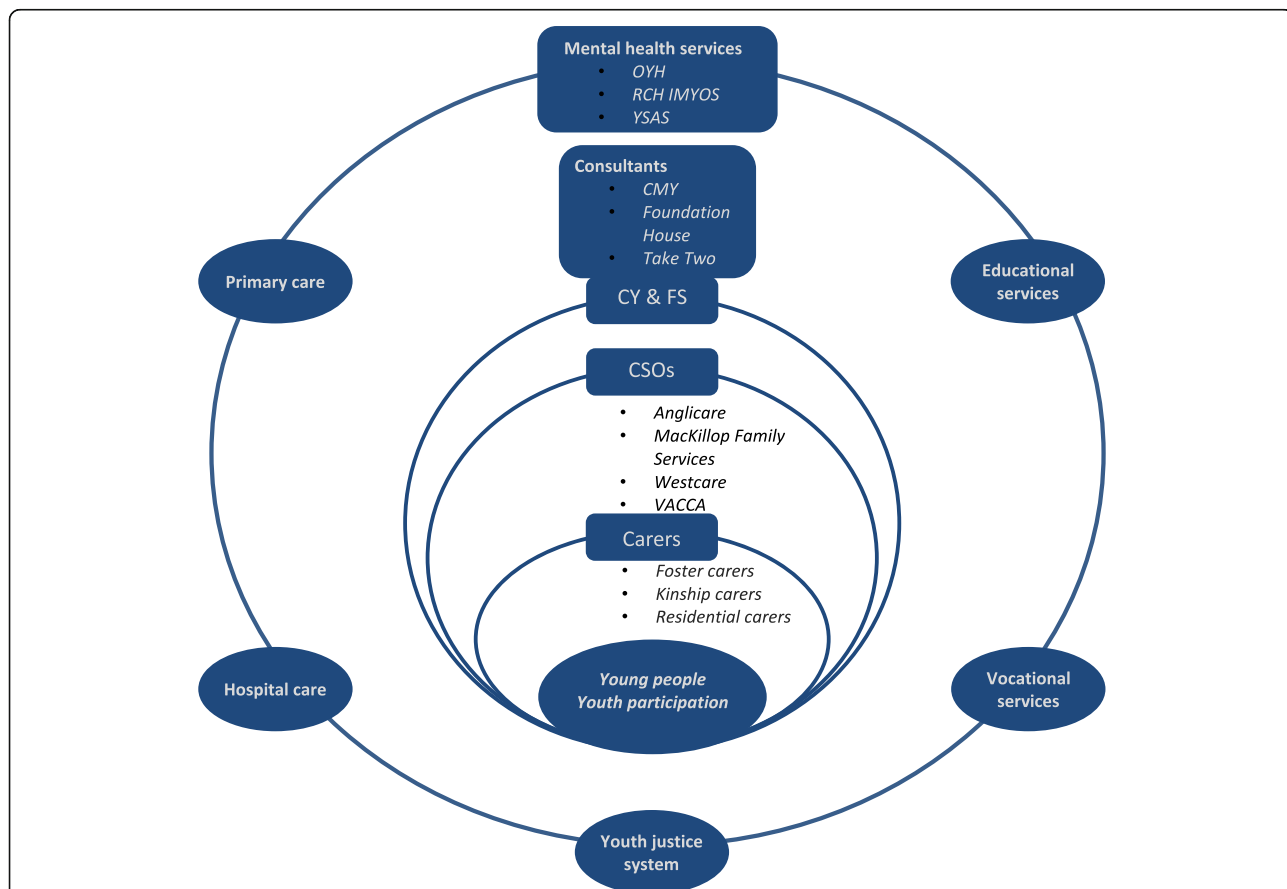 Mental health services
• OYH
• RCH IMYOS
• YSAS
Consultants
• CMY
• Foundation
House
• Take Two
Primary care
Educational
services
CY & FS
CSOs
• Anglicare
• MacKillop Family
Services
• Westcare
• VACCA
Carers
• Foster carers
• Kinship carers
• Residential carers
Young people
Youth participation
Hospital care
Vocational
services
Youth justice
system